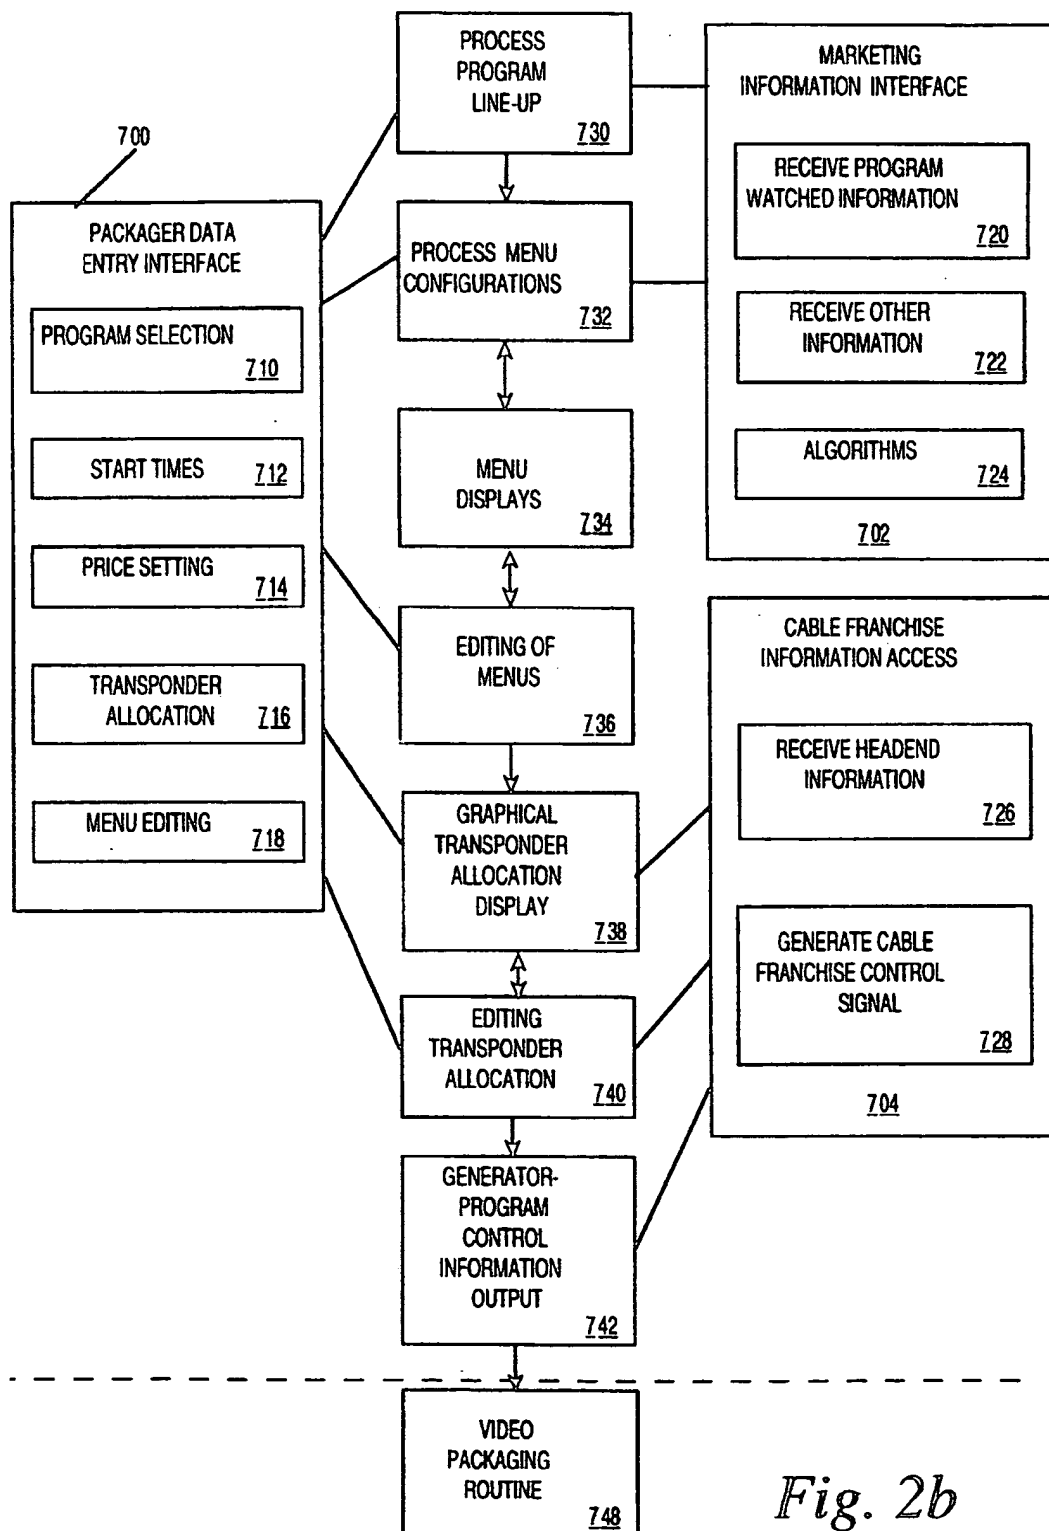 700
PACKAGER DATA
ENTRY INTERFACE
PROGRAM SELECTION
710
START TIMES
712
PRICE SETTING
714
TRANSPONDER
ALLOCATION
716
MENU EDITING
718
PROCESS
PROGRAM
LINE-UP
730
PROCESS MENU
CONFIGURATIONS
732
MENU
DISPLAYS
734
EDITING OF
MENUS
736
GRAPHICAL
TRANSPONDER
ALLOCATION
DISPLAY
738
EDITING
TRANSPONDER
ALLOCATION
740
GENERATOR-
PROGRAM
CONTROL
INFORMATION
OUTPUT
742
VIDEO
PACKAGING
ROUTINE
748
MARKETING
INFORMATION INTERFACE
RECEIVE PROGRAM
WATCHED INFORMATION
720
RECEIVE OTHER
INFORMATION
722
ALGORITHMS
724
702
CABLE FRANCHISE
INFORMATION ACCESS
RECEIVE HEADEND
INFORMATION
726
GENERATE CABLE
FRANCHISE CONTROL
SIGNAL
728
704
Fig. 2b